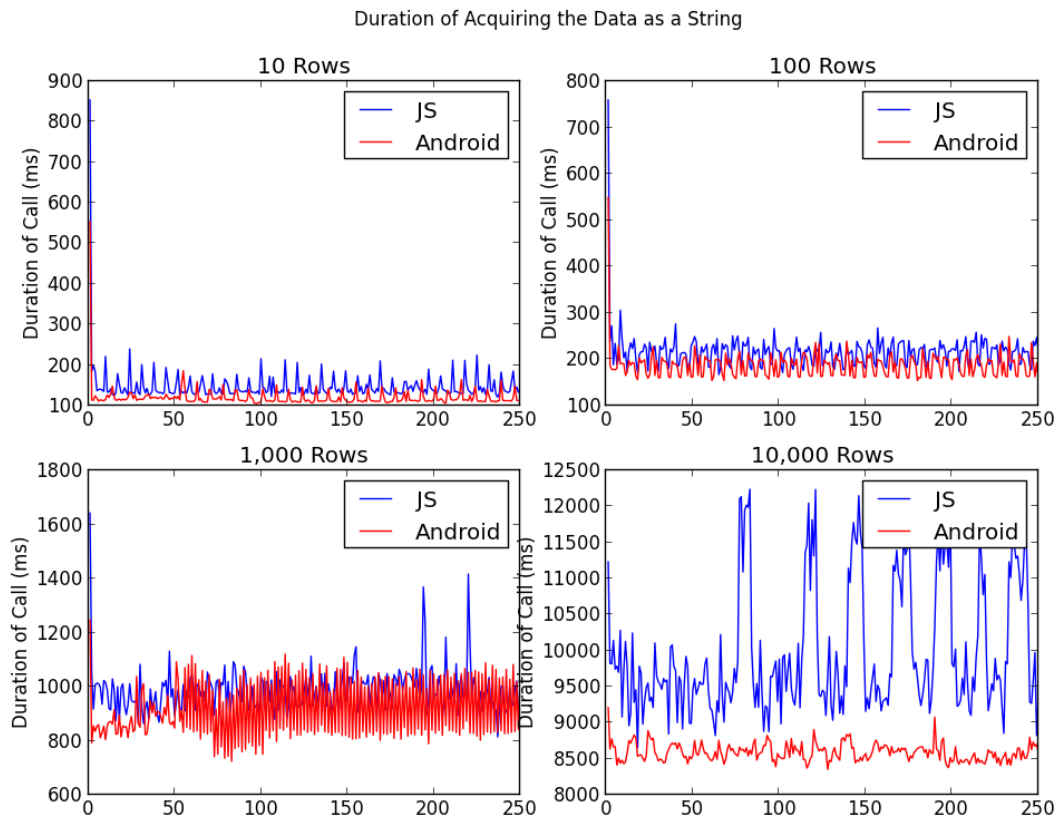 Duration of Acquiring the Data as a String
10 Rows
900
800
700
600
500
400
300
200
100
Duration of Call (ms)
JS
Android
0 50 100 150 200 250
100 Rows
800
700
600
500
400
300
200
100
Duration of Call (ms)
JS
Android
0 50 100 150 200 250
1,000 Rows
1800
1600
1400
1200
1000
800
600
Duration of Call (ms)
JS
Android
0 50 100 150 200 250
10,000 Rows
12500
12000
11500
11000
10500
10000
9500
9000
8500
8000
Duration of Call (ms)
JS
Android
0 50 100 150 200 250